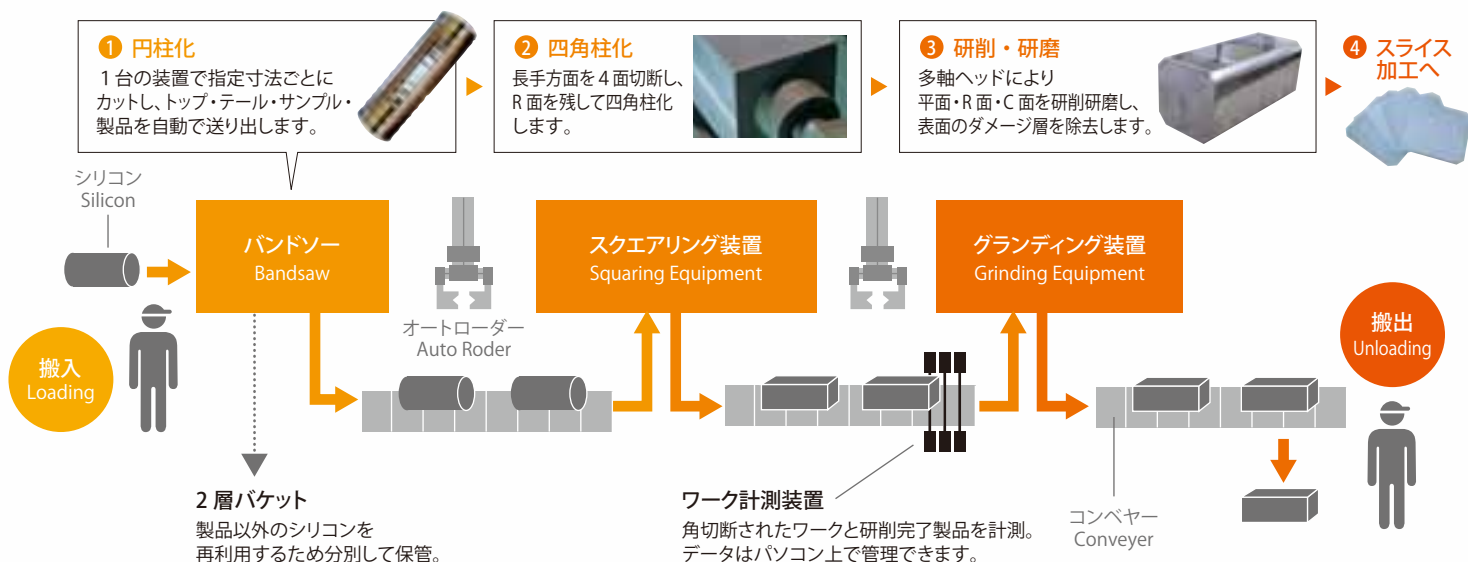 1 円柱化
1台の装置で指定寸法ごとに
カットし、トップ・テール・サンプル・
製品を自動で送り出します。
2 四角柱化
長手方面を4面切断し、
R面を残して四角柱化
します。
3 研削・研磨
多軸ヘッドにより
平面・R面・C面を研削研磨し、
表面のダメージ層を除去します。
4 スライス
加工へ
シリコン
Silicon
バンドソー
Bandsaw
スクエアリング装置
Squaring Equipment
グランディング装置
Grinding Equipment
搬入
Loading
オートローダー
Auto Roder
搬出
Unloading
2層バケット
製品以外のシリコンを
再利用するため分別して保管。
ワーク計測装置
角切断されたワークと研削完了製品を計測。
データはパソコン上で管理できます。
コンベヤー
Conveyer